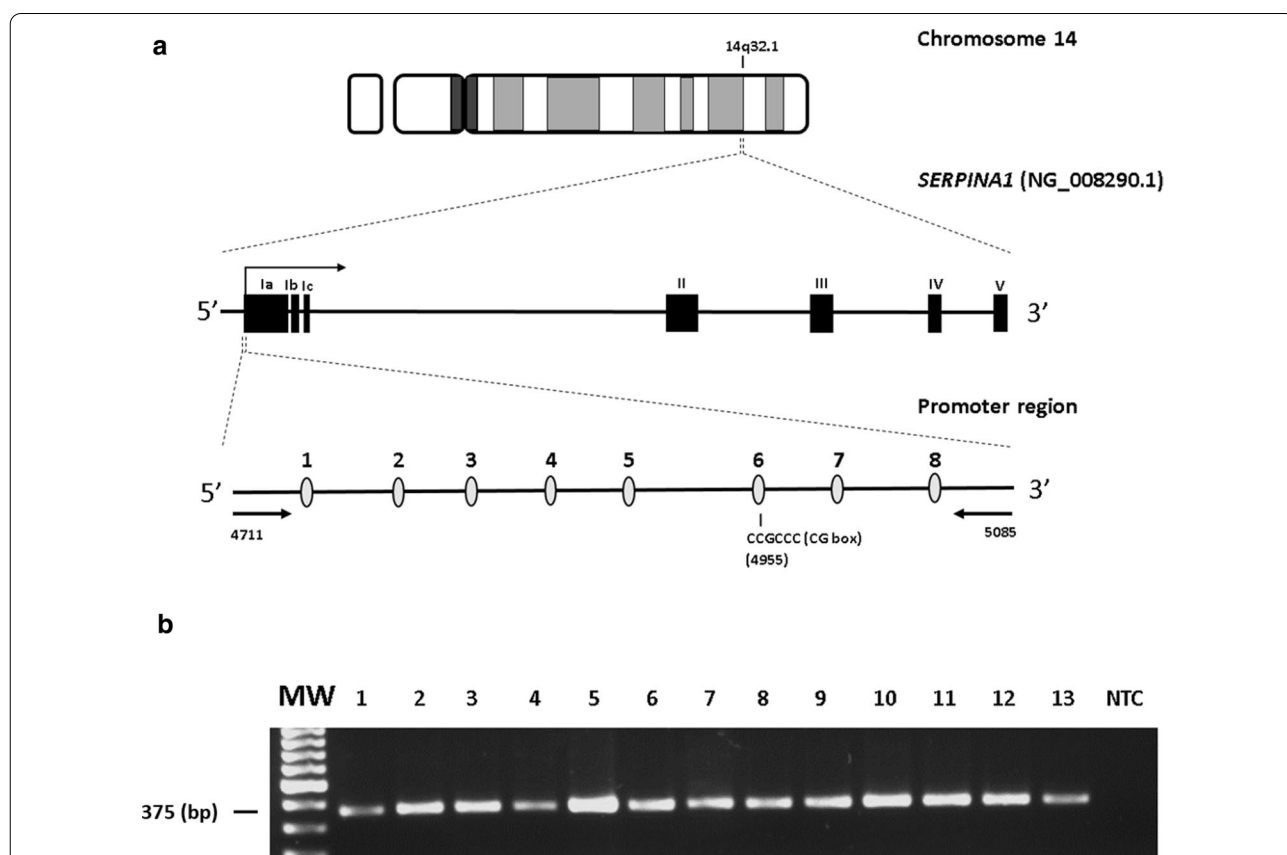 a
14q32.1
Chromosome 14
SERPINA1 (NG_008290.1)
Ia Ib Ic II III IV V
5’ 3’
Promoter region
1 2 3 4 5 6 7 8
5’ 3’
4711 5085
CCGCCC (CG box)
(4955)
b
MW 1 2 3 4 5 6 7 8 9 10 11 12 13 NTC
375 (bp)